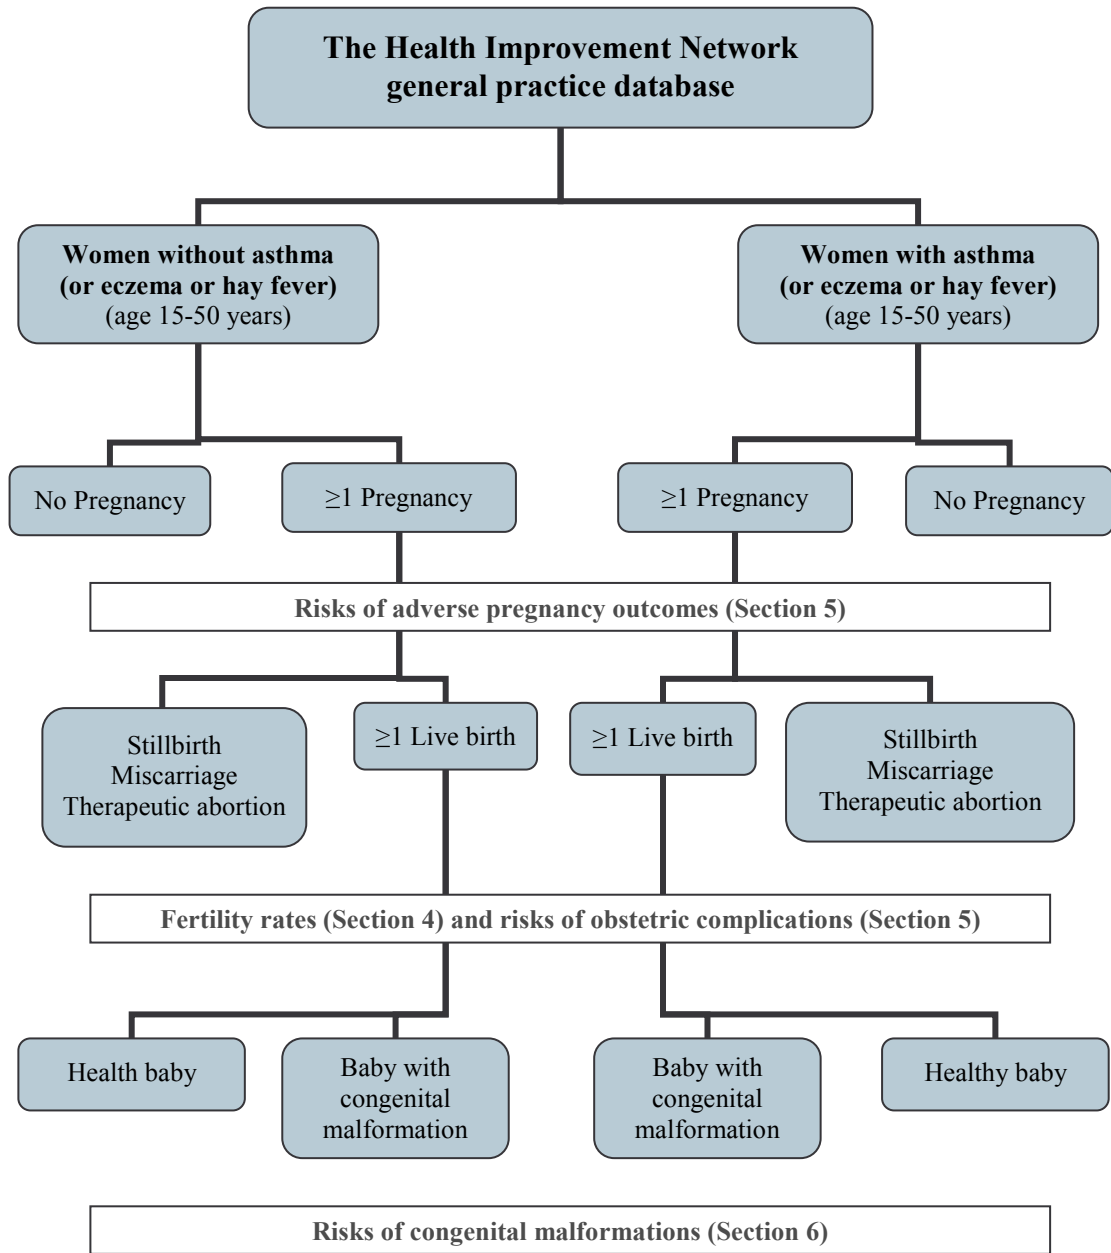 The Health Improvement Network
general practice database
Women without asthma
(or eczema or hay fever)
(age 15-50 years)
Women with asthma
(or eczema or hay fever)
(age 15-50 years)
No Pregnancy
≥1 Pregnancy
≥1 Pregnancy
No Pregnancy
Risks of adverse pregnancy outcomes (Section 5)
Stillbirth
Miscarriage
Therapeutic abortion
≥1 Live birth
≥1 Live birth
Stillbirth
Miscarriage
Therapeutic abortion
Fertility rates (Section 4) and risks of obstetric complications (Section 5)
Health baby
Baby with
congenital
malformation
Baby with
congenital
malformation
Healthy baby
Risks of congenital malformations (Section 6)